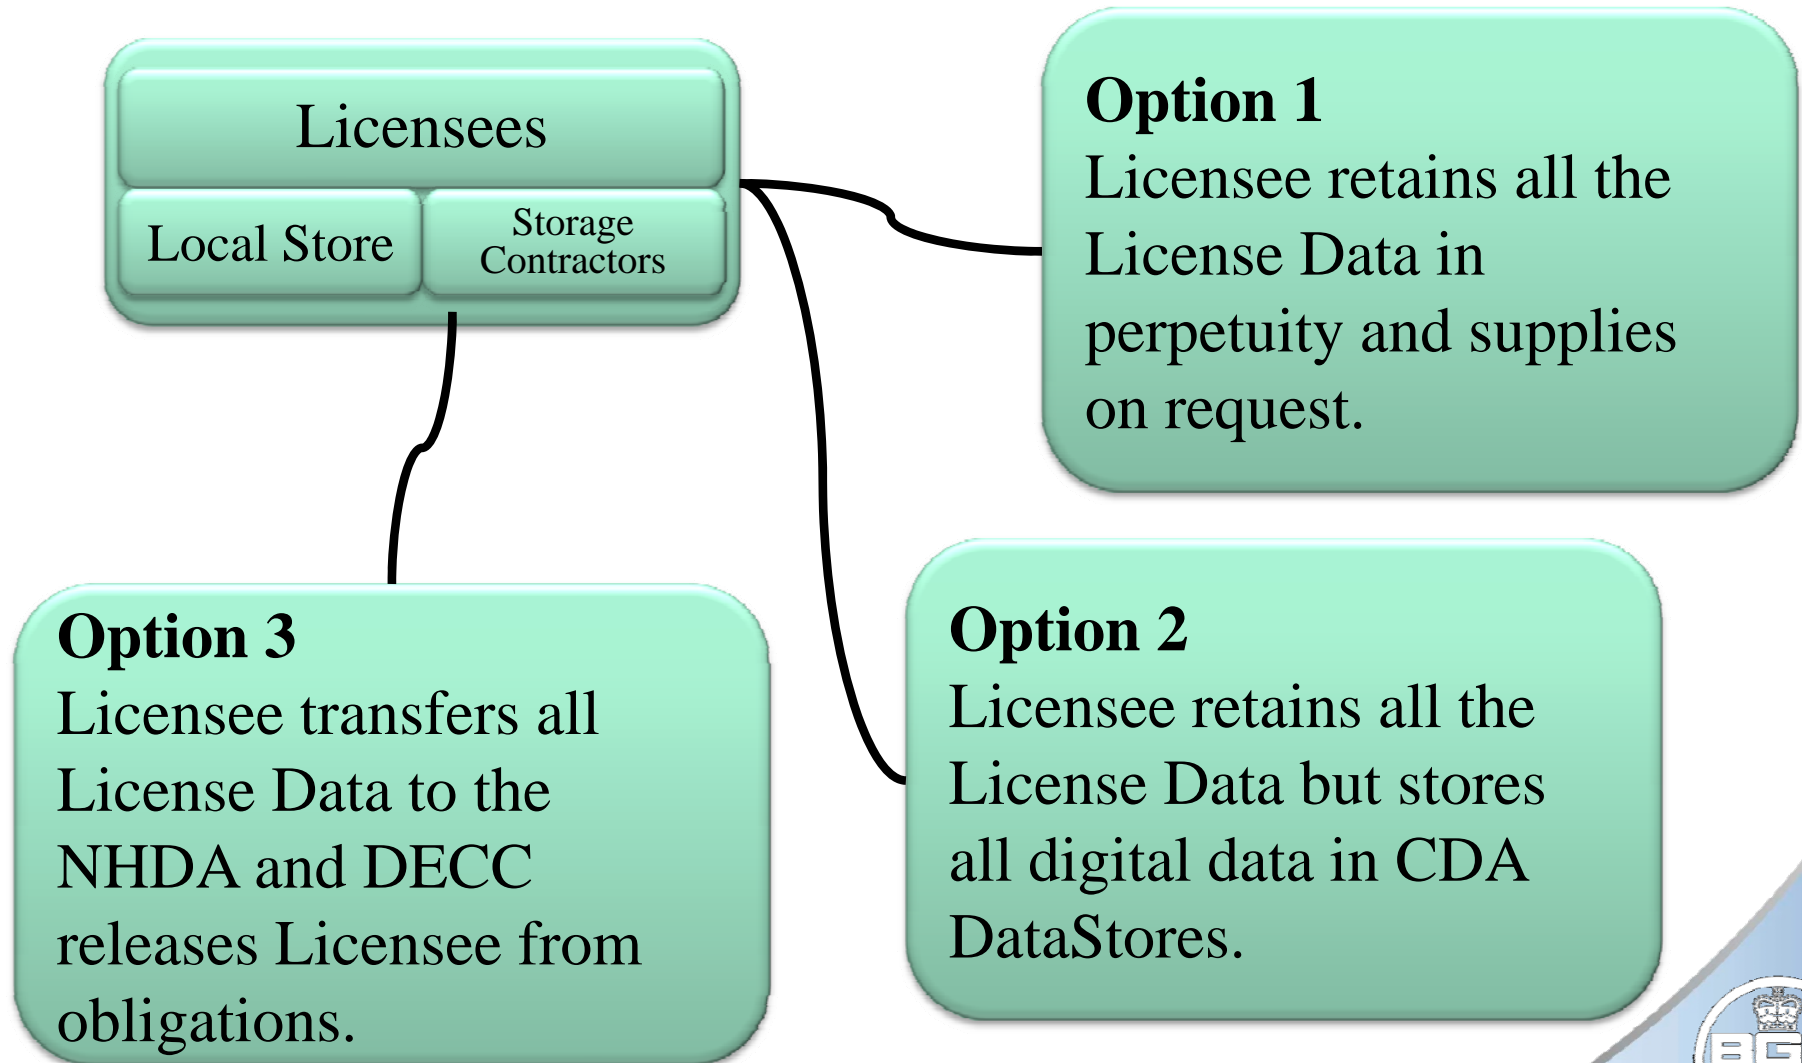 Licensees
Local Store
Storage
Contractors
Option 1
Licensee retains all the
License Data in
perpetuity and supplies
on request.
Option 3
Licensee transfers all
License Data to the
NHDA and DECC
releases Licensee from
obligations.
Option 2
Licensee retains all the
License Data but stores
all digital data in CDA
DataStores.